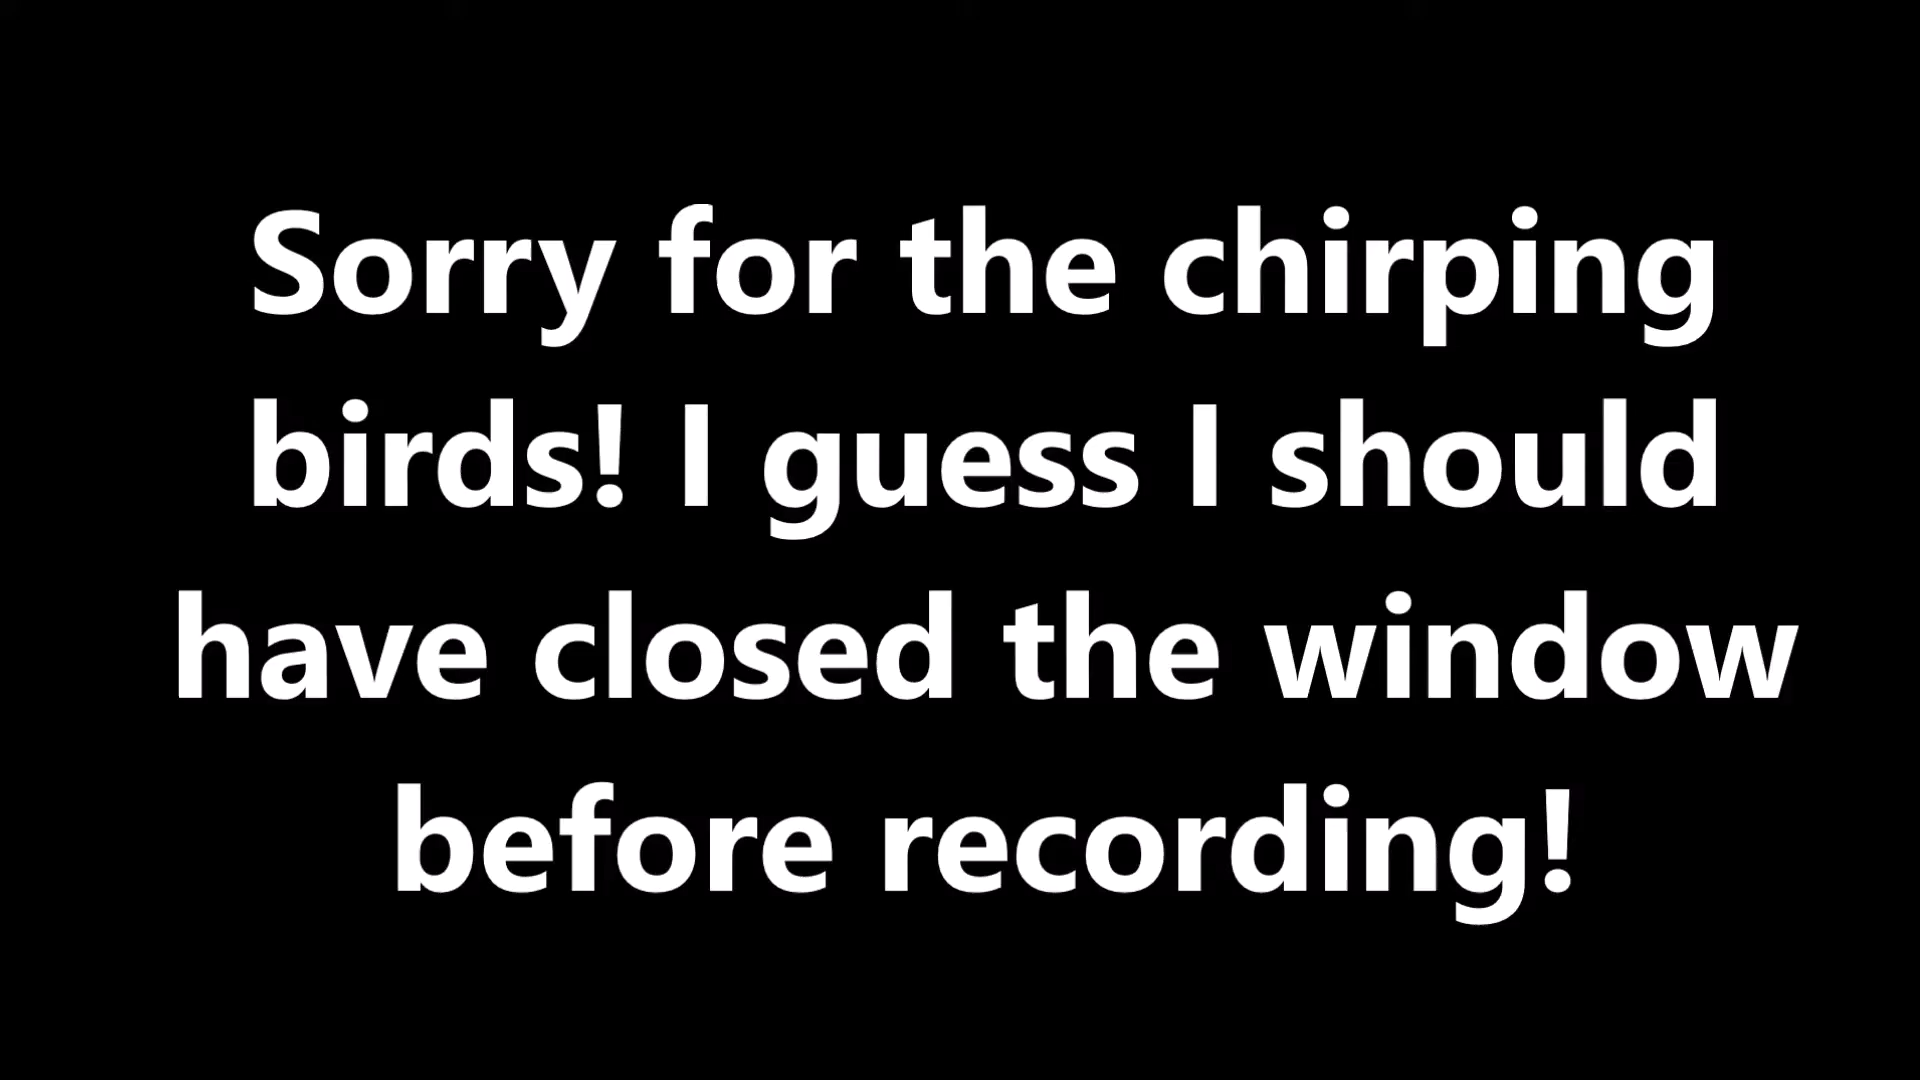 Sorry for the chirping
birds! I guess I should
have closed the window
before recording!